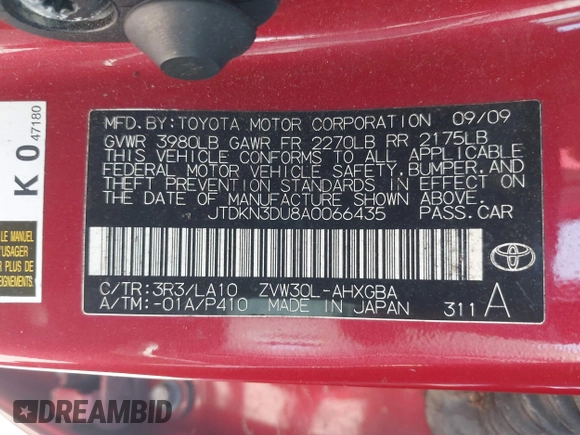 MFD.BY:TOYOTA MOTOR CORPORATION 09/09
GVWR 3980LB GAWR FR 2270LB RR 2175LB
THIS VEHICLE CONFORMS TO ALL APPLICABLE
FEDERAL MOTOR VEHICLE SAFETY, BUMPER, AND
THEFT PREVENTION STANDARDS IN EFFECT ON
THE DATE OF MANUFACTURE SHOWN ABOVE.
JTDKN3DU8A0066435 PASS.CAR
C/TR:3R3/LA10 ZVW30L-AHXGBA
A/TM:-01A/P410 MADE IN JAPAN 311A
K 0 47180
LE MANUEL
'USAGER
R PLUS DE
DREAMBID